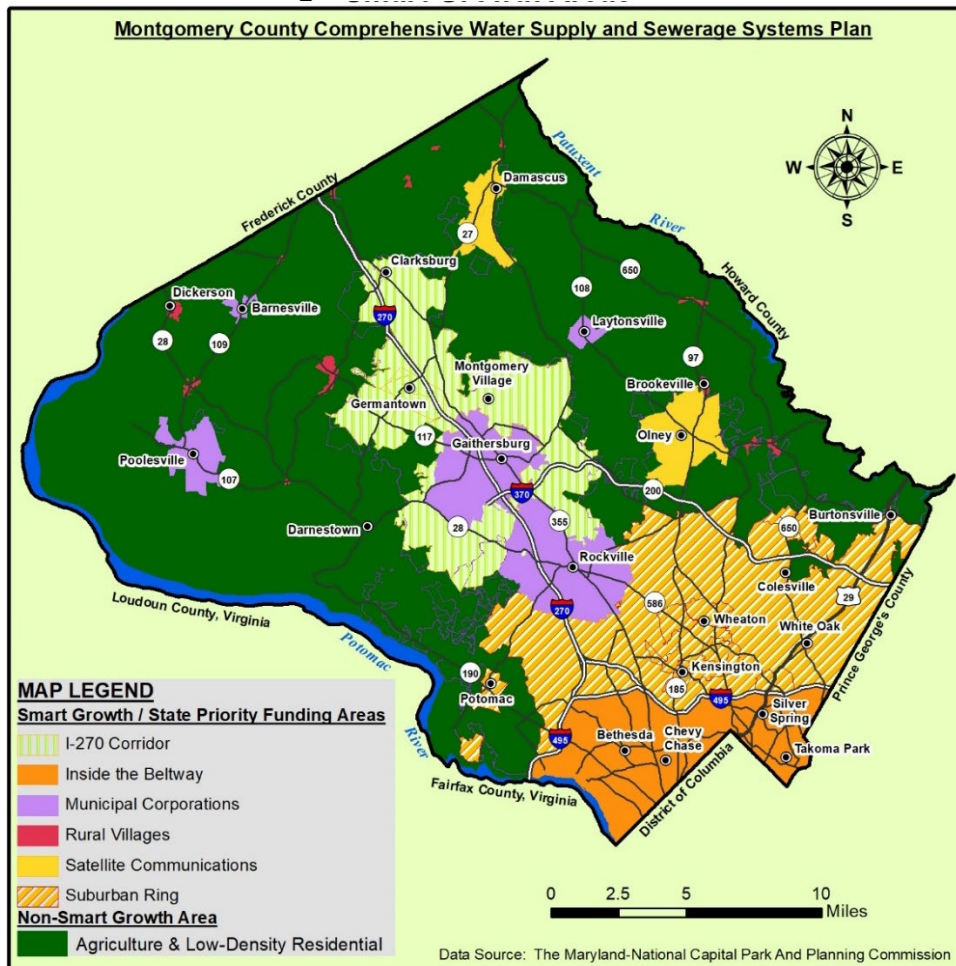 Montgomery County Comprehensive Water Supply and Sewerage Systems Plan
N
W E
S
Patuxent
River
Damascus
Frederick County
27
Clarksburg
650
Howard County
108
Dickerson
Barnesville
270
Laytonsville
28
109
97
Montgomery
Village
Brookeville
Germantown
117
Olney
Gaithersburg
Poolesville
107
370
200
Burtonsville
Darnestown
28
355
650
Rockville
Colesville
29
Loudoun County, Virginia
586
270
Wheaton
White Oak
Prince George's County
Potomac
River
190
Potomac
Kensington
185
495
Silver
Spring
495
Bethesda
Chevy
Chase
Takoma Park
Fairfax County, Virginia
District of Columbia
MAP LEGEND
Smart Growth / State Priority Funding Areas
I-270 Corridor
Inside the Beltway
Municipal Corporations
Rural Villages
Satellite Communications
Suburban Ring
Non-Smart Growth Area
Agriculture & Low-Density Residential
0 2.5 5 10
Miles
Data Source: The Maryland-National Capital Park And Planning Commission